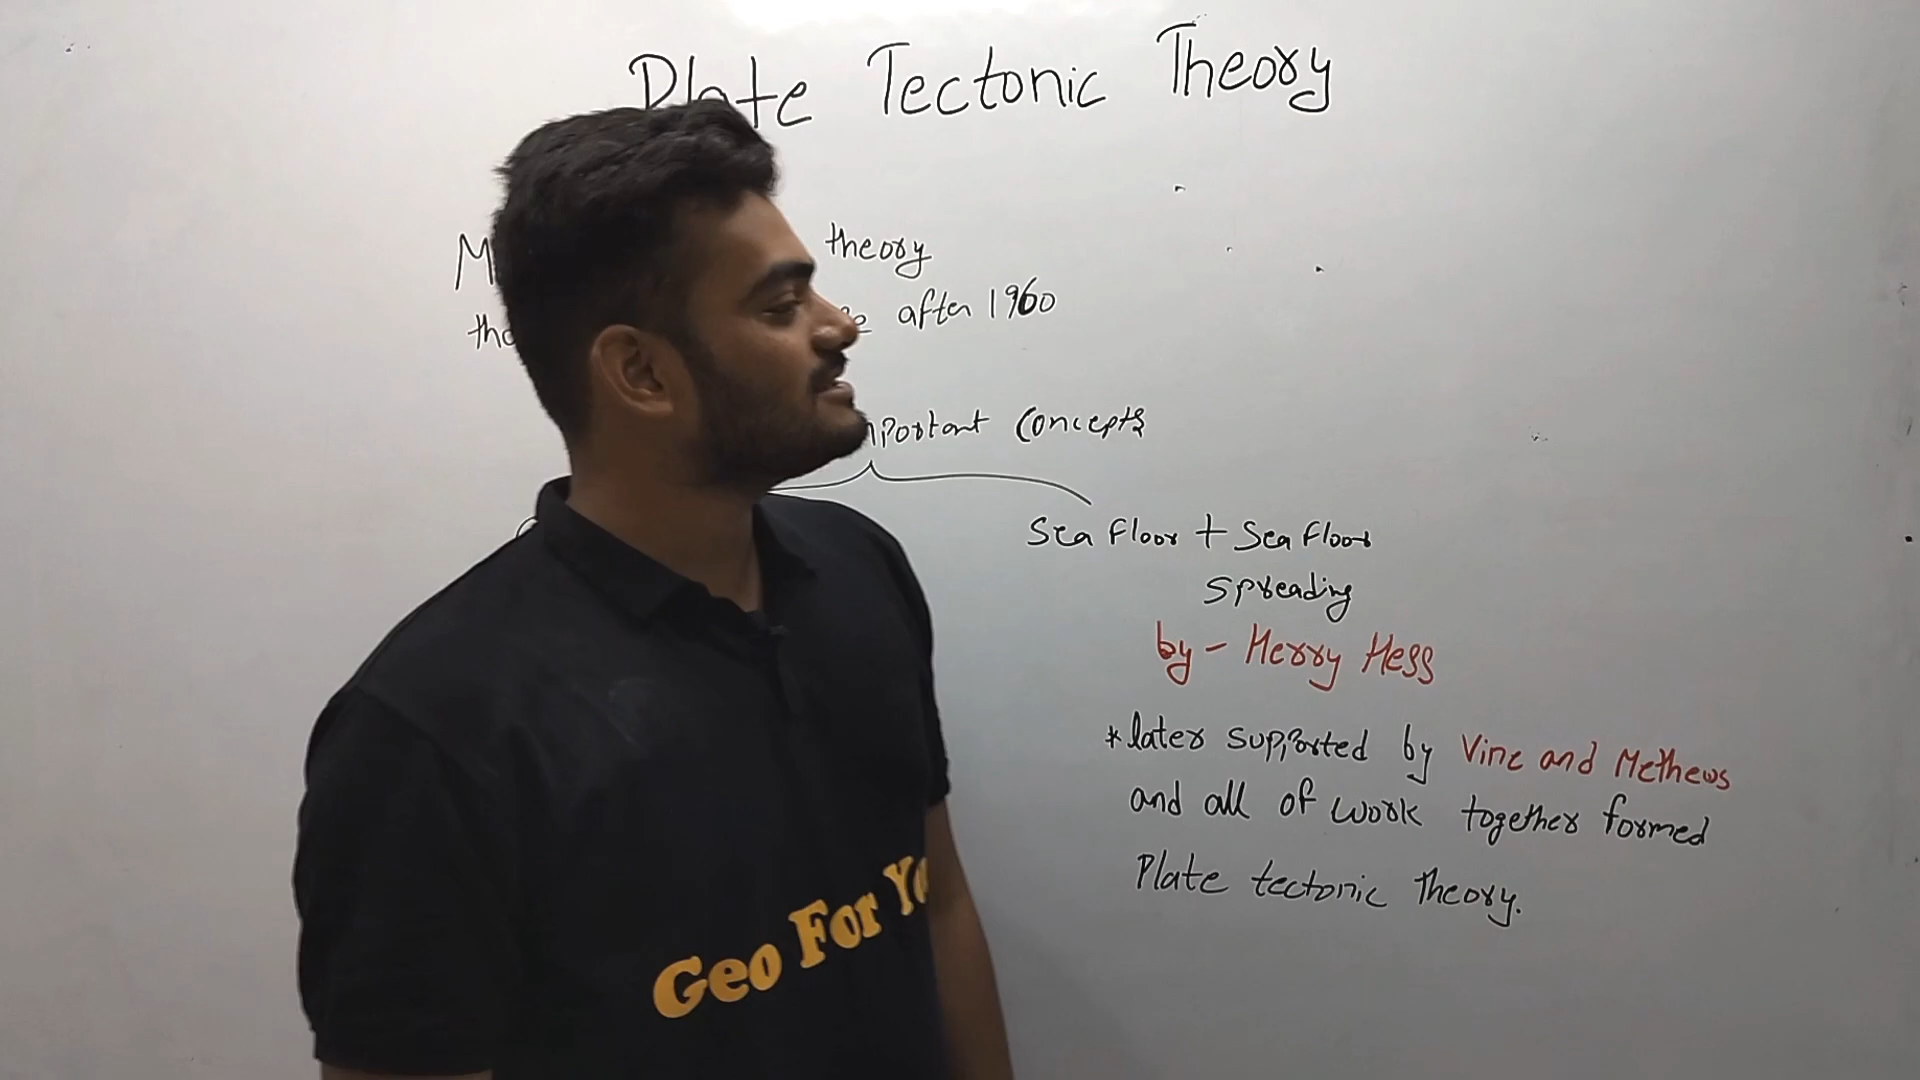 Plate Tectonic Theory
theory
after 1960
important Concepts
Sea floor + Sea floor
Spreading
by - Herry Hess
* later supported by Vine and Methews
and all of work together formed
Plate tectonic Theory.
Geo For Yo